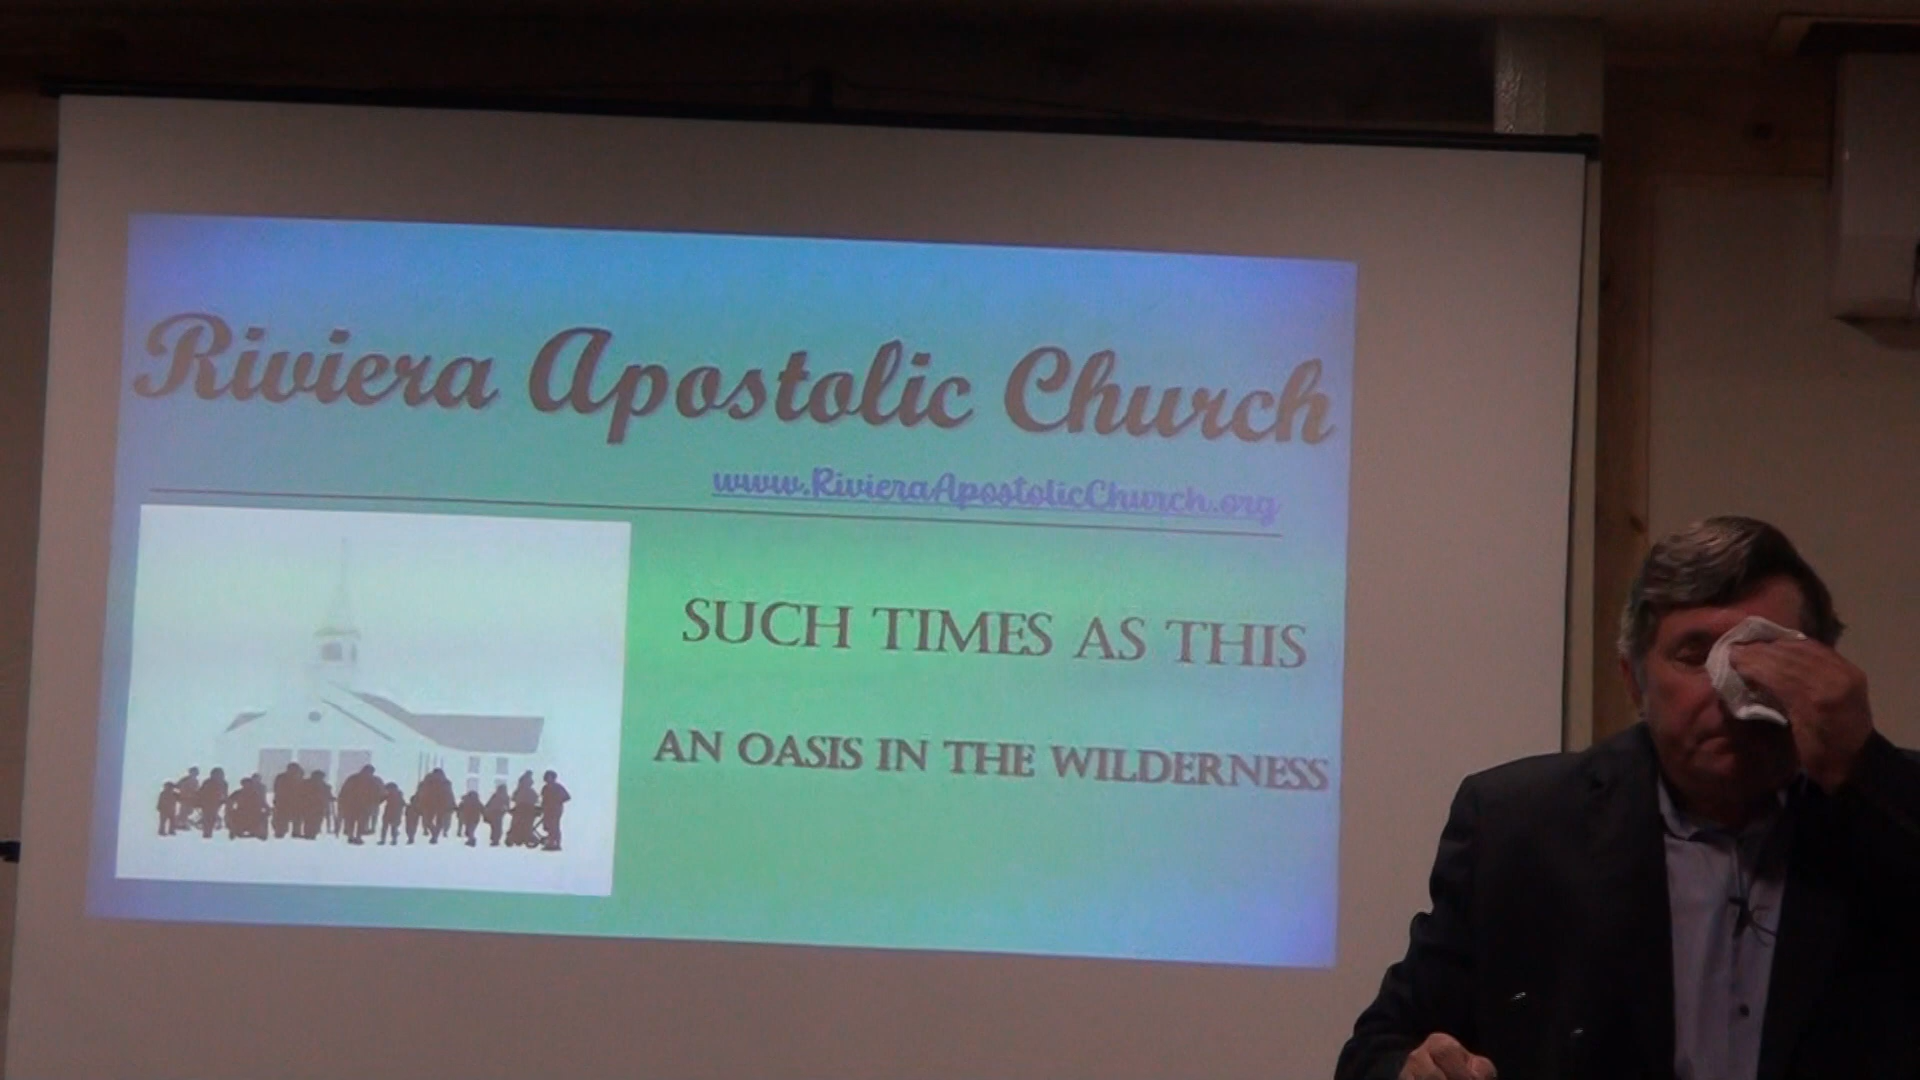 Riviera Apostolic Church
www.RivieraApostolicChurch.org
SUCH TIMES AS THIS
AN OASIS IN THE WILDERNESS